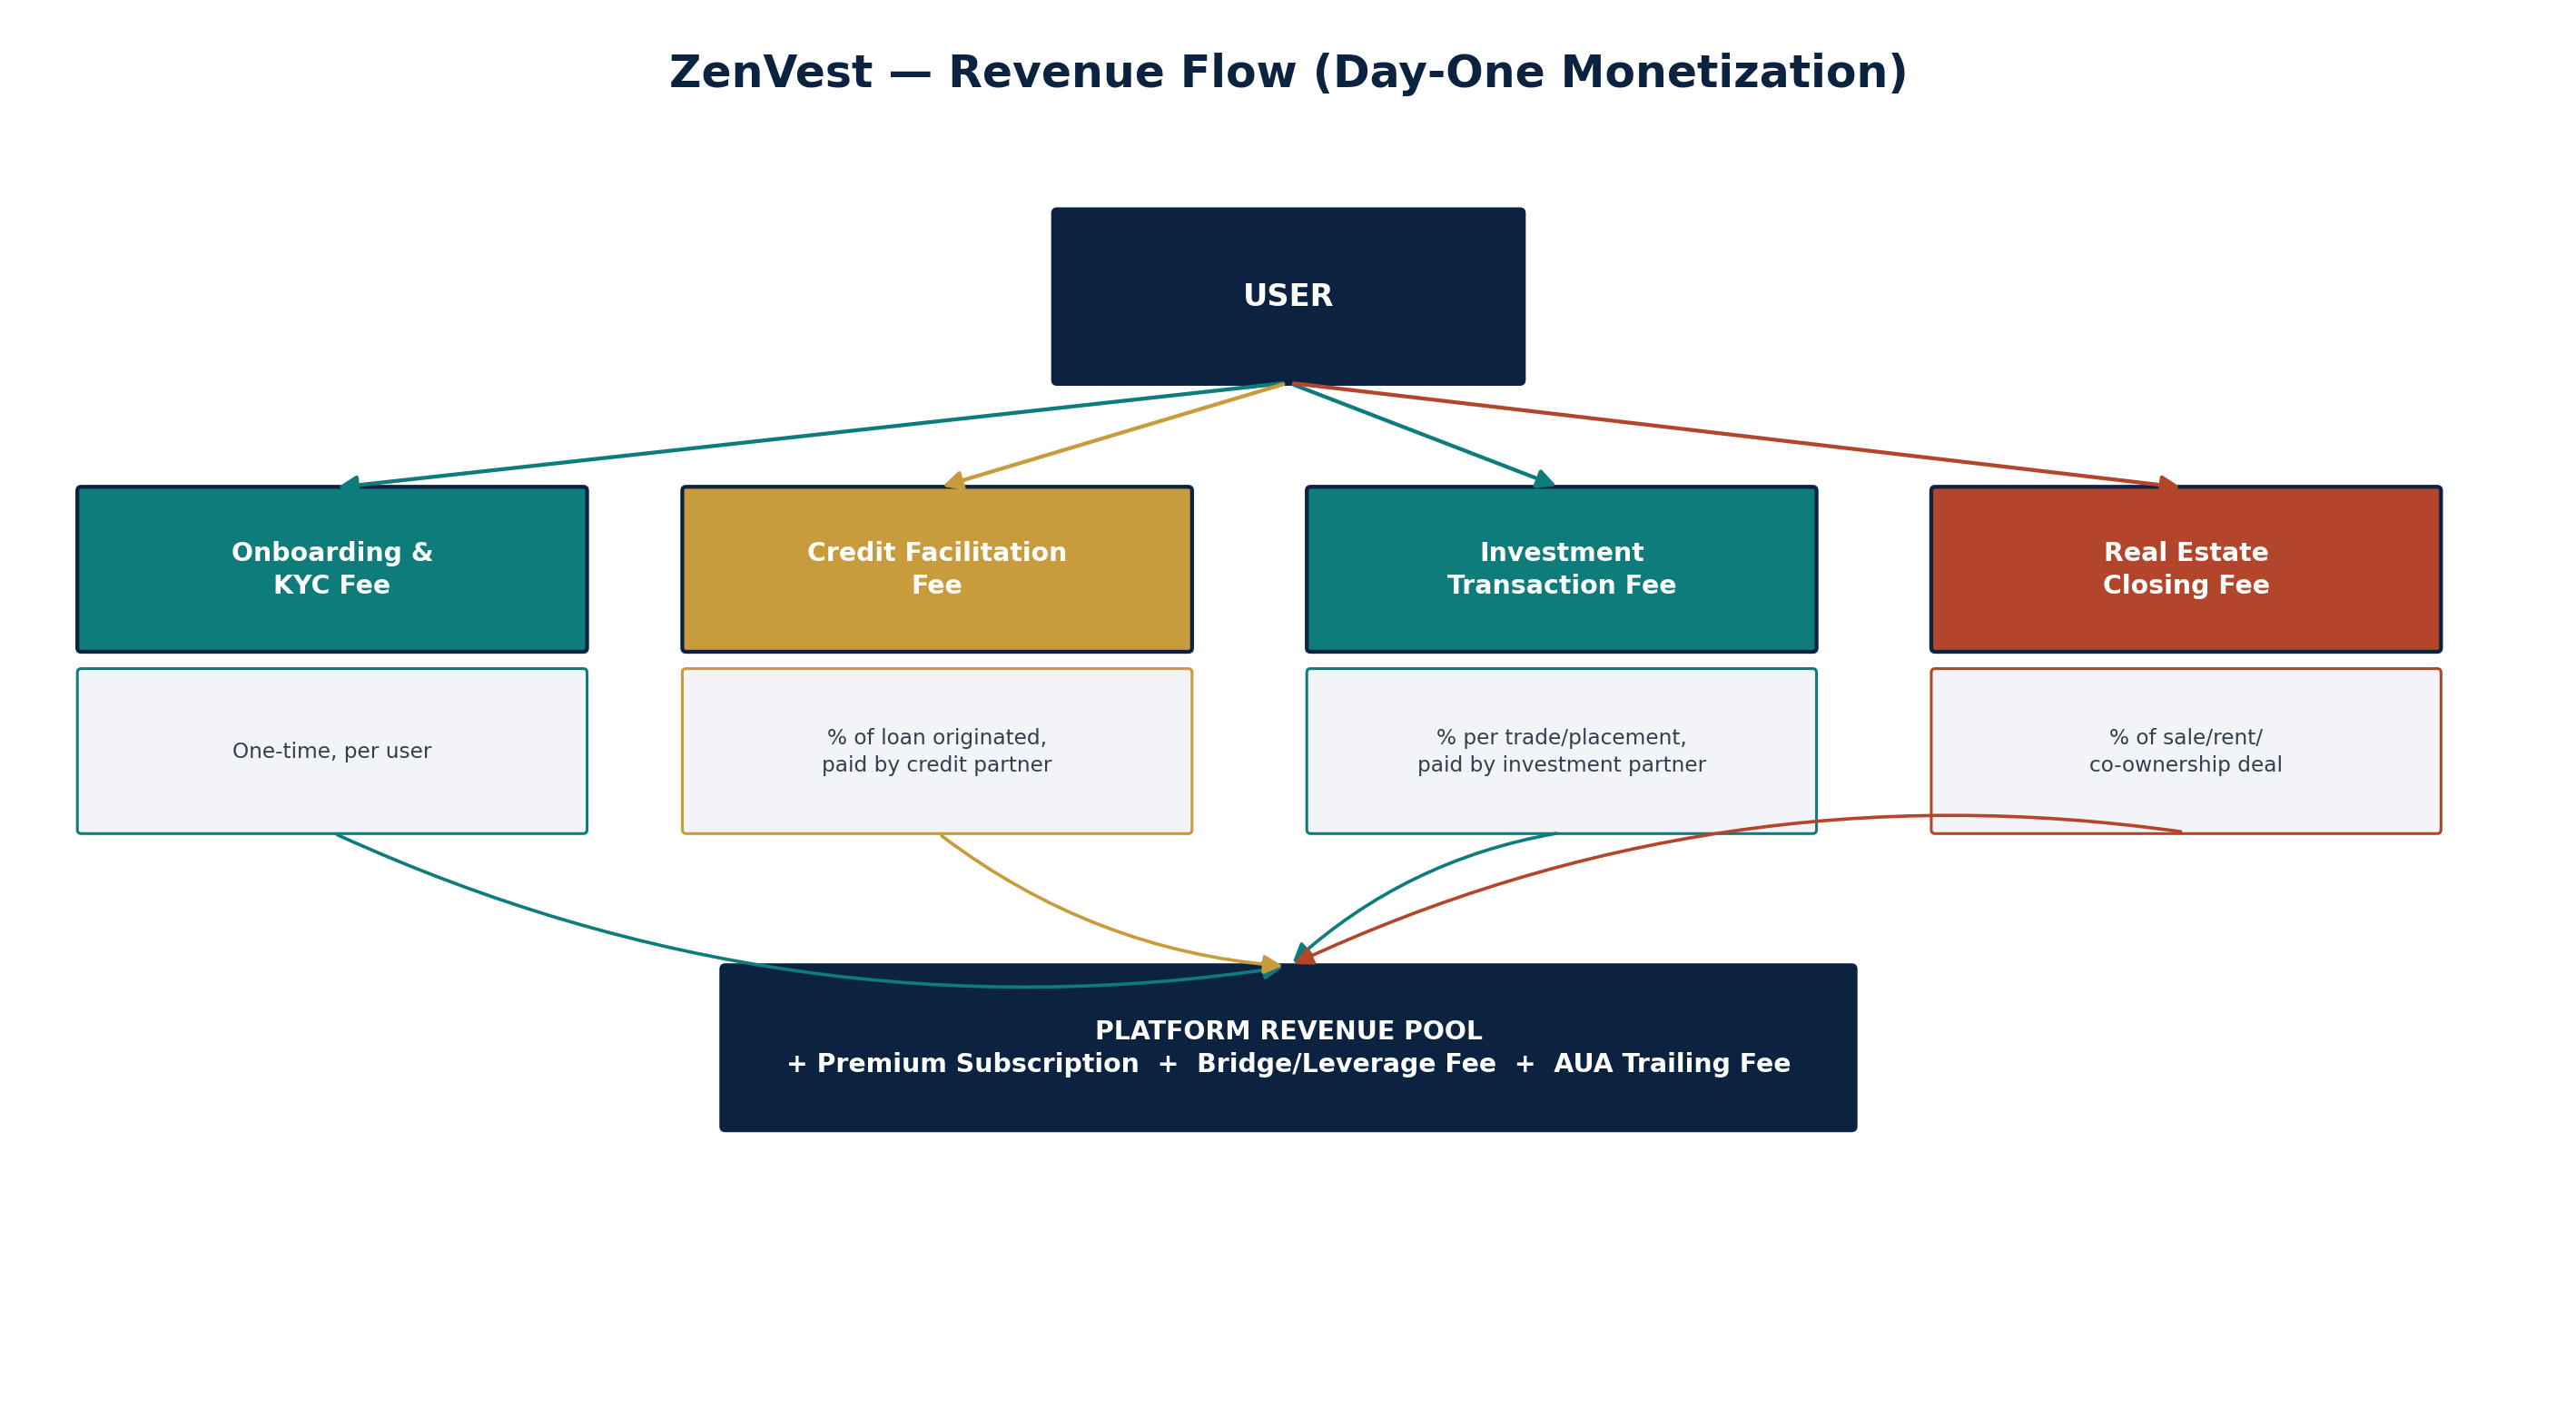 ZenVest — Revenue Flow (Day-One Monetization)
USER
Onboarding &
KYC Fee
Credit Facilitation
Fee
Investment
Transaction Fee
Real Estate
Closing Fee
One-time, per user
% of loan originated,
paid by credit partner
% per trade/placement,
paid by investment partner
% of sale/rent/
co-ownership deal
PLATFORM REVENUE POOL
+ Premium Subscription + Bridge/Leverage Fee + AUA Trailing Fee